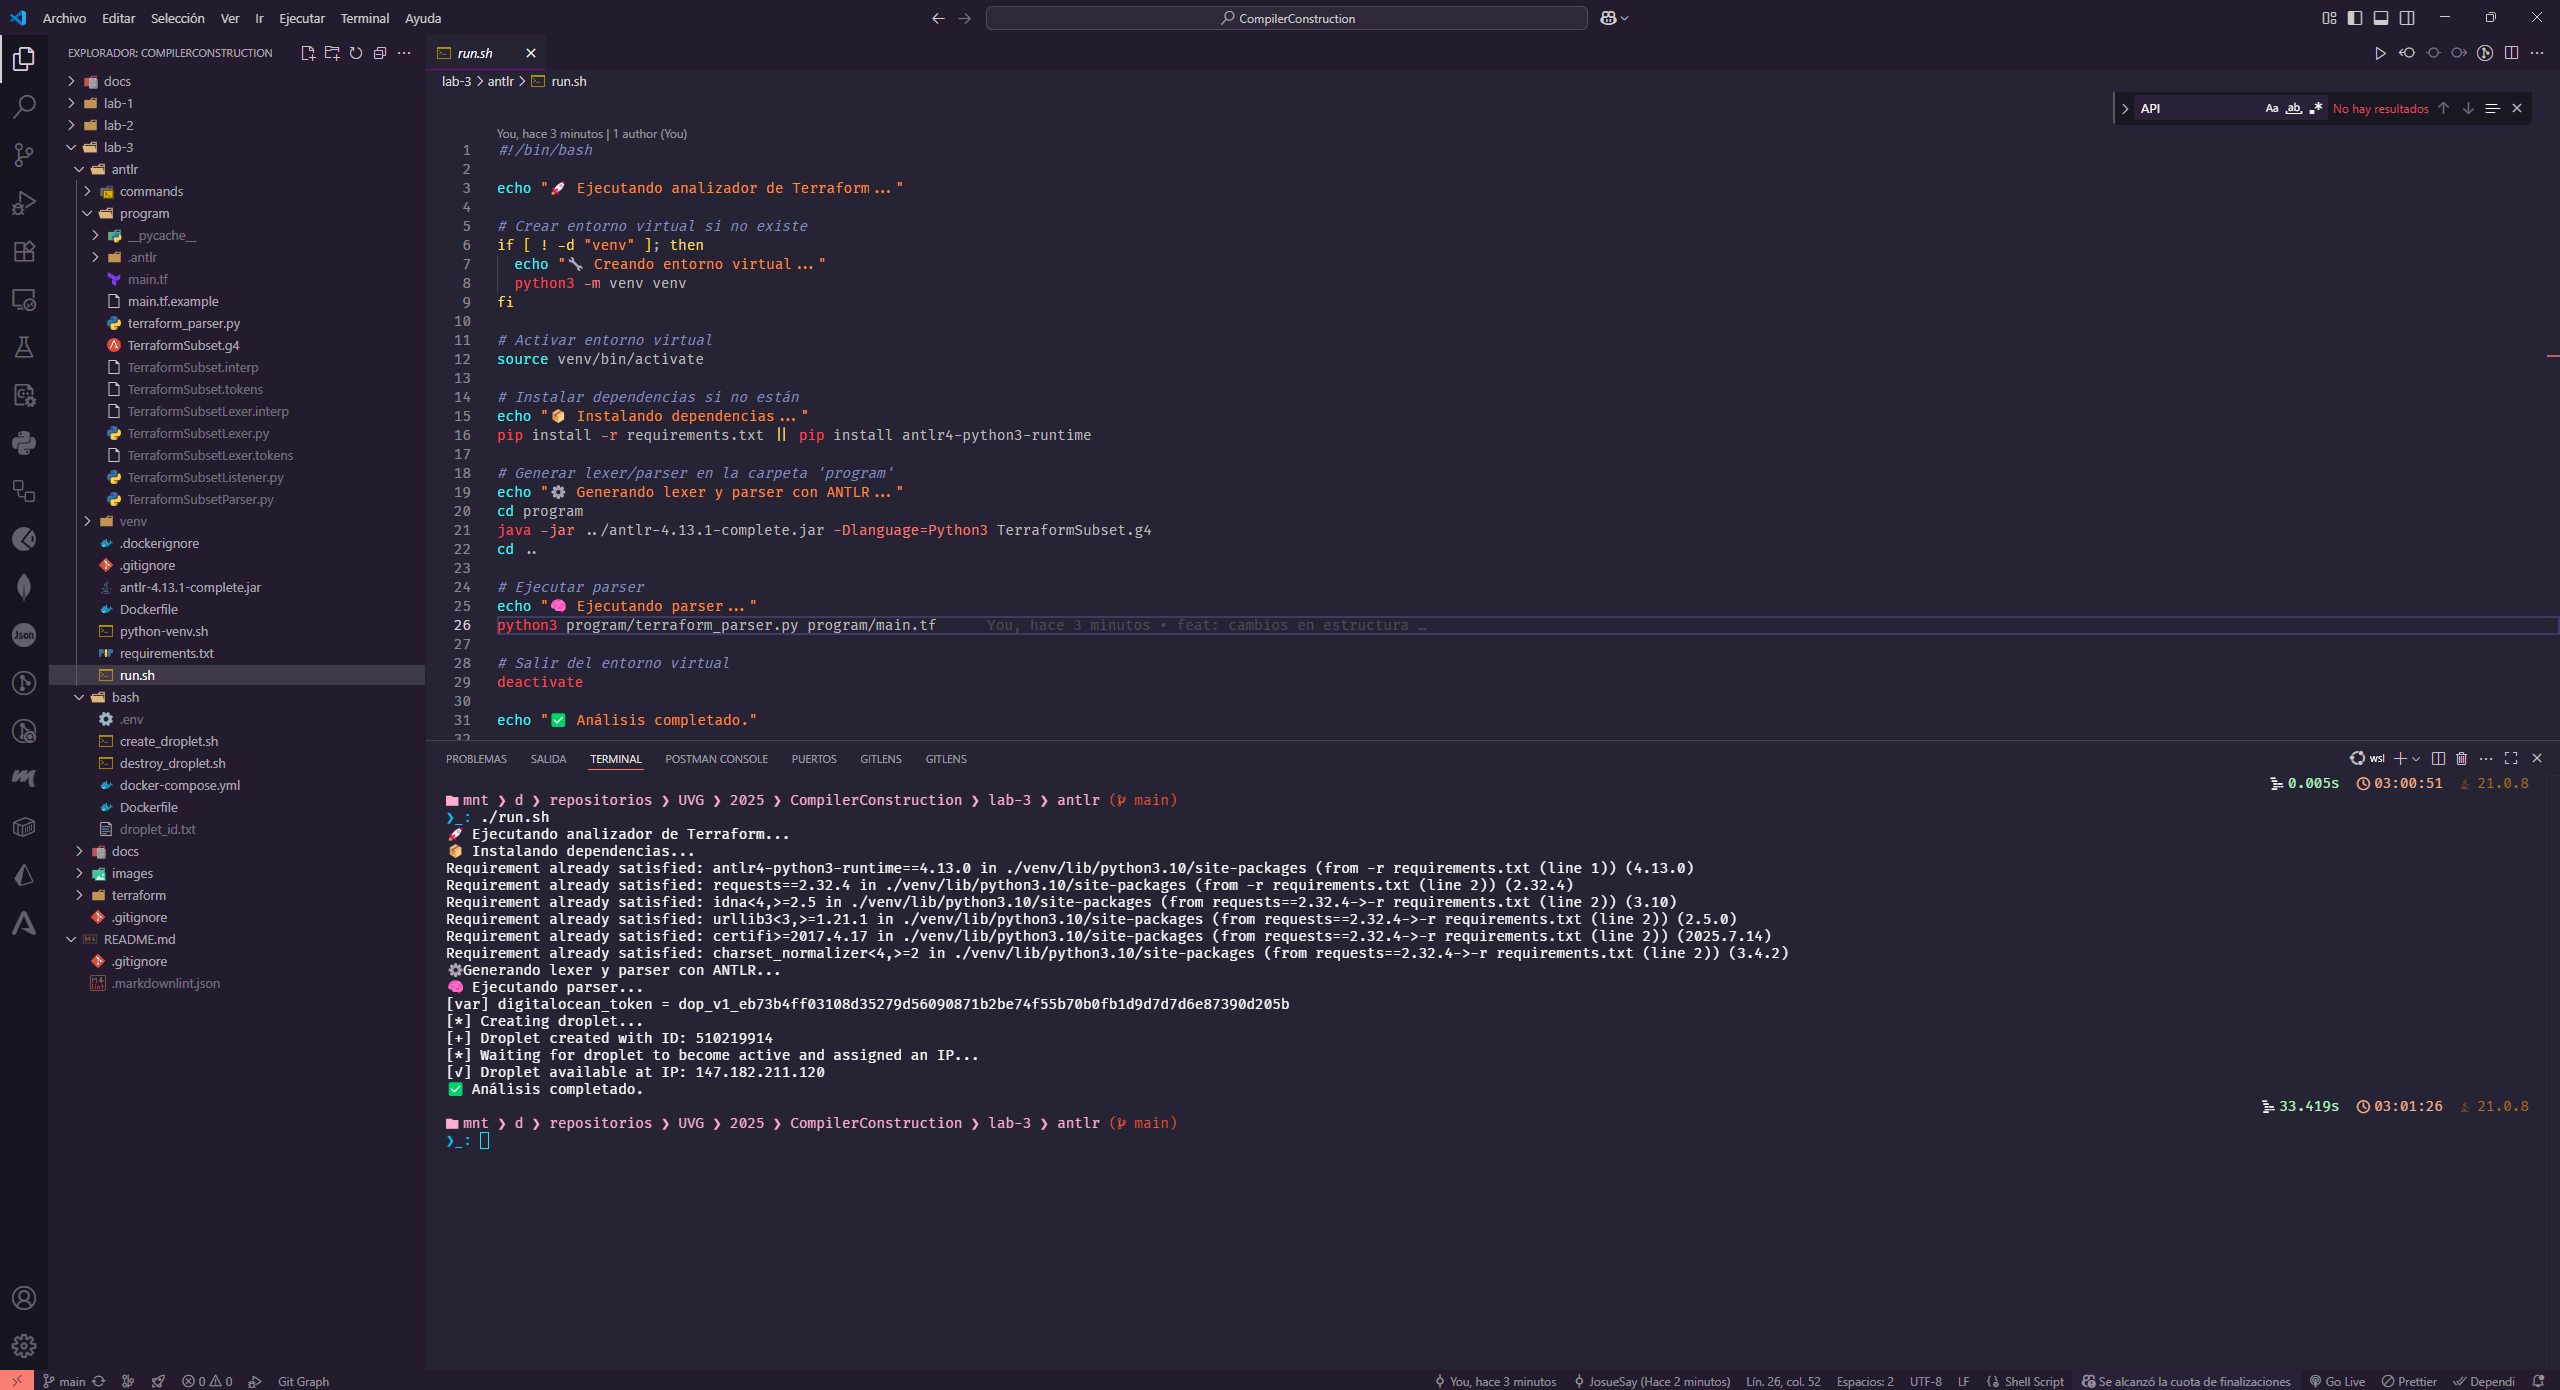 Archivo Editar Selección Ver Ir Ejecutar Terminal Ayuda
CompilerConstruction
EXPLORADOR: COMPILERCONSTRUCTION
docs
lab-1
lab-2
lab-3
antlr
commands
program
__pycache__
.antlr
main.tf
main.tf.example
terraform_parser.py
TerraformSubset.g4
TerraformSubset.interp
TerraformSubset.tokens
TerraformSubsetLexer.interp
TerraformSubsetLexer.py
TerraformSubsetLexer.tokens
TerraformSubsetListener.py
TerraformSubsetParser.py
venv
.dockerignore
.gitignore
antlr-4.13.1-complete.jar
Dockerfile
python-venv.sh
requirements.txt
run.sh
bash
.env
create_droplet.sh
destroy_droplet.sh
docker-compose.yml
Dockerfile
droplet_id.txt
docs
images
terraform
.gitignore
README.md
.gitignore
.markdownlint.json
run.sh
lab-3 > antlr > run.sh
API Aa ab No hay resultados
You, hace 3 minutos | 1 author (You)
1 #!/bin/bash
2
3 echo "🚀 Ejecutando analizador de Terraform..."
4
5 # Crear entorno virtual si no existe
6 if [ ! -d "venv" ]; then
7 echo "🔧 Creando entorno virtual..."
8 python3 -m venv venv
9 fi
10
11 # Activar entorno virtual
12 source venv/bin/activate
13
14 # Instalar dependencias si no están
15 echo "📦 Instalando dependencias..."
16 pip install -r requirements.txt || pip install antlr4-python3-runtime
17
18 # Generar lexer/parser en la carpeta 'program'
19 echo "⚙️ Generando lexer y parser con ANTLR..."
20 cd program
21 java -jar ../antlr-4.13.1-complete.jar -Dlanguage=Python3 TerraformSubset.g4
22 cd ..
23
24 # Ejecutar parser
25 echo "🧠 Ejecutando parser..."
26 python3 program/terraform_parser.py program/main.tf You, hace 3 minutos • feat: cambios en estructura …
27
28 # Salir del entorno virtual
29 deactivate
30
31 echo "✅ Análisis completado."
32
PROBLEMAS SALIDA TERMINAL POSTMAN CONSOLE PUERTOS GITLENS GITLENS
wsl
0.005s 03:00:51 21.0.8
mnt ❯ d ❯ repositorios ❯ UVG ❯ 2025 ❯ CompilerConstruction ❯ lab-3 ❯ antlr ( main)
❯_: ./run.sh
🚀 Ejecutando analizador de Terraform...
📦 Instalando dependencias...
Requirement already satisfied: antlr4-python3-runtime==4.13.0 in ./venv/lib/python3.10/site-packages (from -r requirements.txt (line 1)) (4.13.0)
Requirement already satisfied: requests==2.32.4 in ./venv/lib/python3.10/site-packages (from -r requirements.txt (line 2)) (2.32.4)
Requirement already satisfied: idna<4,>=2.5 in ./venv/lib/python3.10/site-packages (from requests==2.32.4->-r requirements.txt (line 2)) (3.10)
Requirement already satisfied: urllib3<3,>=1.21.1 in ./venv/lib/python3.10/site-packages (from requests==2.32.4->-r requirements.txt (line 2)) (2.5.0)
Requirement already satisfied: certifi>=2017.4.17 in ./venv/lib/python3.10/site-packages (from requests==2.32.4->-r requirements.txt (line 2)) (2025.7.14)
Requirement already satisfied: charset_normalizer<4,>=2 in ./venv/lib/python3.10/site-packages (from requests==2.32.4->-r requirements.txt (line 2)) (3.4.2)
⚙️Generando lexer y parser con ANTLR...
🧠 Ejecutando parser...
[var] digitalocean_token = dop_v1_eb73b4ff03108d35279d56090871b2be74f55b70b0fb1d9d7d7d6e87390d205b
[*] Creating droplet...
[+] Droplet created with ID: 510219914
[*] Waiting for droplet to become active and assigned an IP...
[√] Droplet available at IP: 147.182.211.120
✅ Análisis completado.
33.419s 03:01:26 21.0.8
mnt ❯ d ❯ repositorios ❯ UVG ❯ 2025 ❯ CompilerConstruction ❯ lab-3 ❯ antlr ( main)
❯_:
main 0 0 Git Graph You, hace 3 minutos JosueSay (Hace 2 minutos) Lín. 26, col. 52 Espacios: 2 UTF-8 LF Shell Script Se alcanzó la cuota de finalizaciones Go Live Prettier Dependi